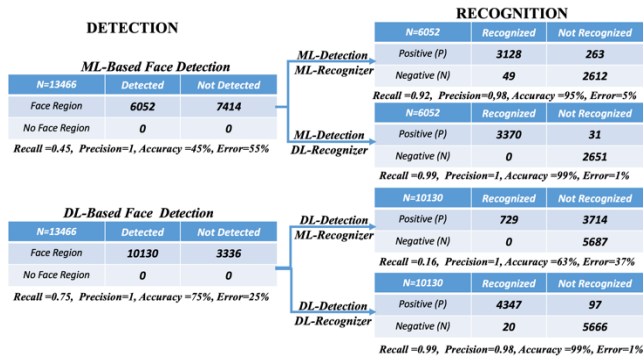 DETECTION
RECOGNITION
ML-Based Face Detection
N=13466 Detected Not Detected
Face Region 6052 7414
No Face Region 0 0
Recall =0.45, Precision=1, Accuracy =45%, Error=55%
ML-Detection
ML-Recognizer
N=6052 Recognized Not Recognized
Positive (P) 3128 263
Negative (N) 49 2612
Recall =0.92, Precision=0,98, Accuracy =95%, Error=5%
ML-Detection
DL-Recognizer
N=6052 Recognized Not Recognized
Positive (P) 3370 31
Negative (N) 0 2651
Recall =0.99, Precision=1, Accuracy =99%, Error=1%
DL-Based Face Detection
N=13466 Detected Not Detected
Face Region 10130 3336
No Face Region 0 0
Recall =0.75, Precision=1, Accuracy =75%, Error=25%
DL-Detection
ML-Recognizer
N=10130 Recognized Not Recognized
Positive (P) 729 3714
Negative (N) 0 5687
Recall =0.16, Precision=1, Accuracy =63%, Error=37%
DL-Detection
DL-Recognizer
N=10130 Recognized Not Recognized
Positive (P) 4347 97
Negative (N) 20 5666
Recall =0.99, Precision=0.98, Accuracy =99%, Error=1%